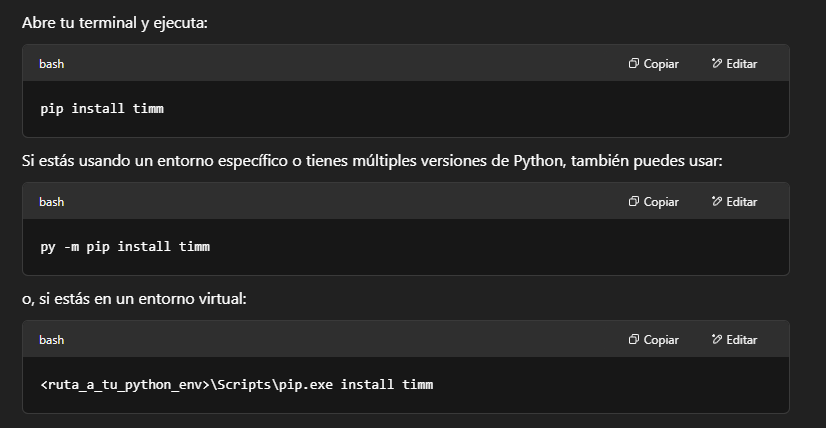 Abre tu terminal y ejecuta:
bash Copiar Editar
pip install timm
Si estás usando un entorno específico o tienes múltiples versiones de Python, también puedes usar:
bash Copiar Editar
py -m pip install timm
o, si estás en un entorno virtual:
bash Copiar Editar
<ruta_a_tu_python_env>\Scripts\pip.exe install timm